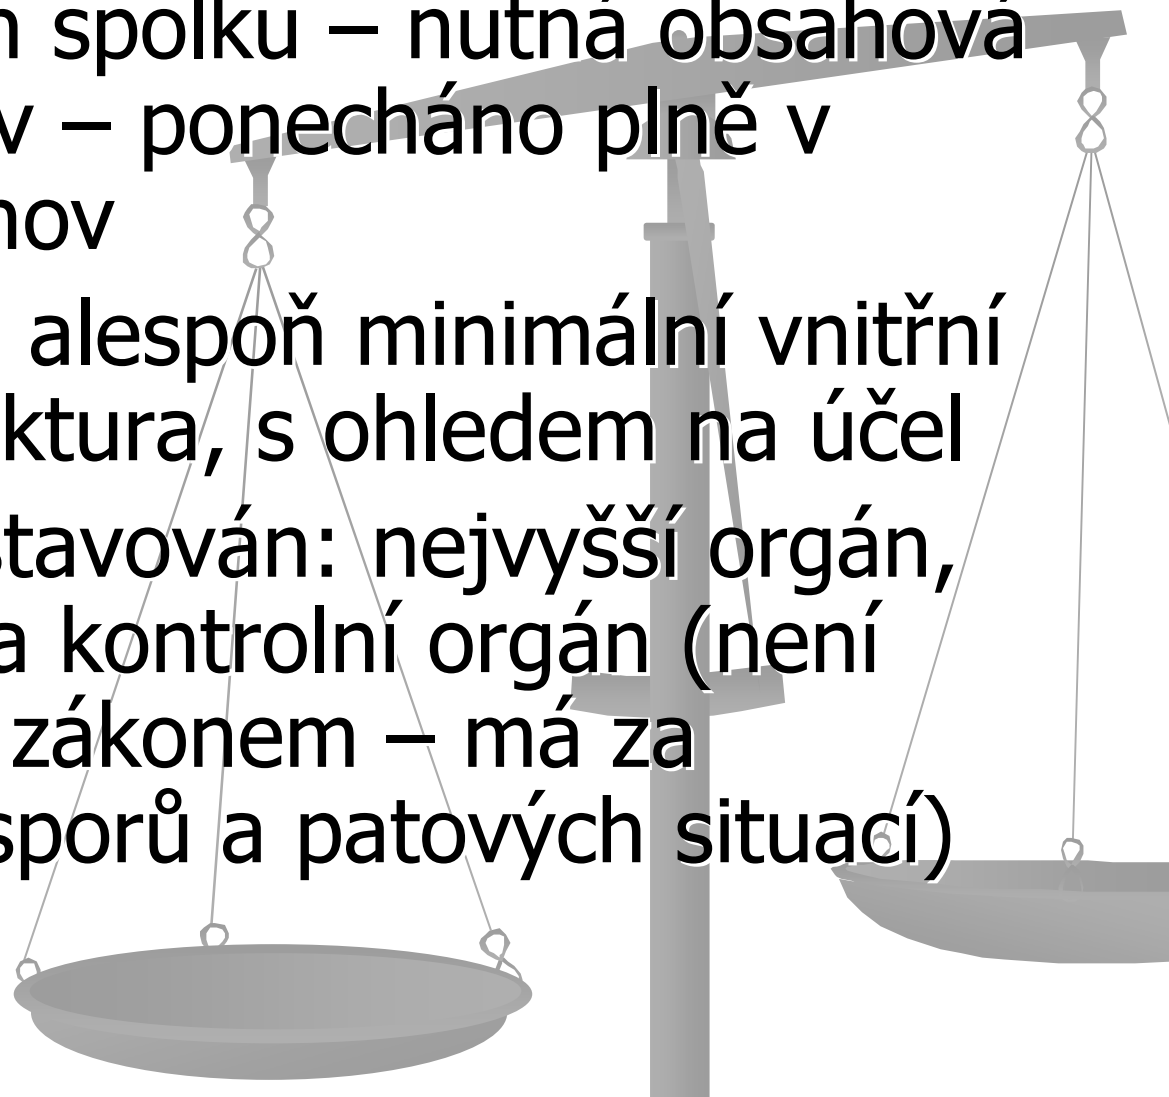 m spolku – nutná obsahová
v – ponecháno plně v
nov
alespoň minimální vnitřní
ktura, s ohledem na účel
stavován: nejvyšší orgán,
a kontrolní orgán (není
zákonem – má za
sporů a patových situací)